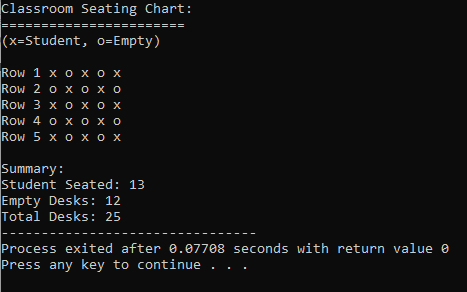 Classroom Seating Chart:
=======================
(x=Student, o=Empty)
Row 1 x o x o x
Row 2 o x o x o
Row 3 x o x o x
Row 4 o x o x o
Row 5 x o x o x
Summary:
Student Seated: 13
Empty Desks: 12
Total Desks: 25
--------------------------------
Process exited after 0.07708 seconds with return value 0
Press any key to continue . . .